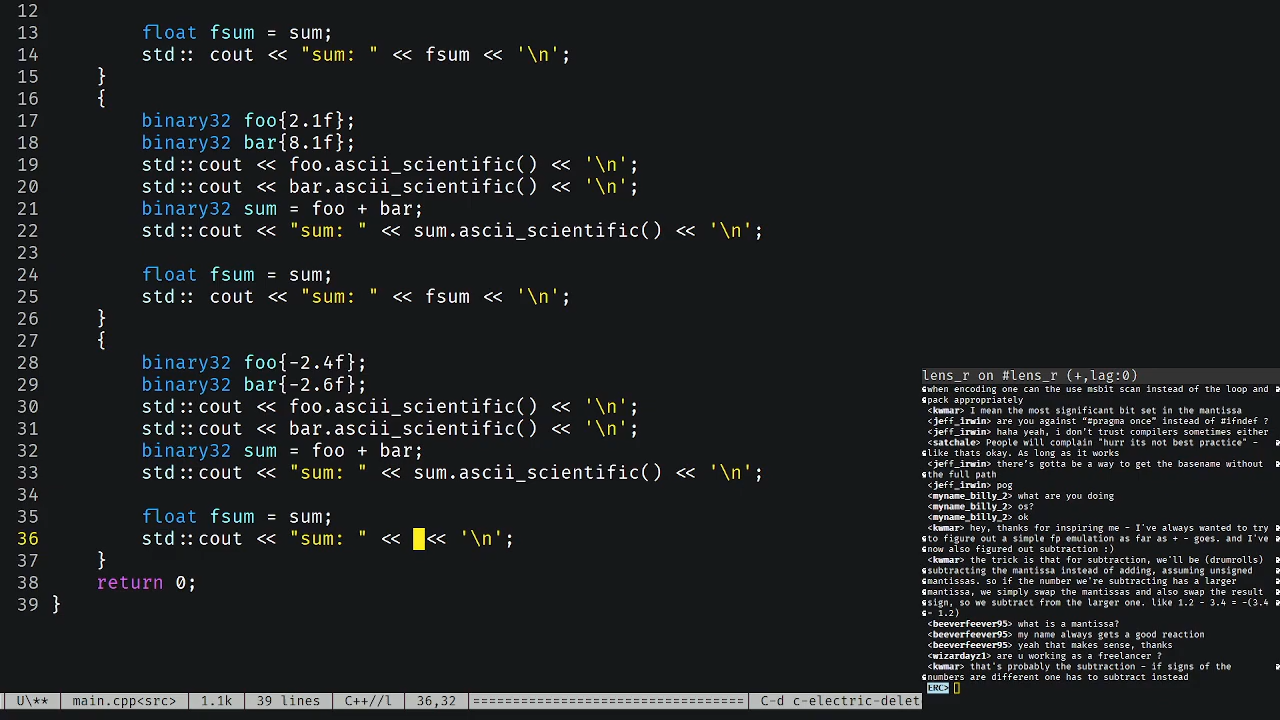 12
13 float fsum = sum;
14 std:: cout << "sum: " << fsum << '\n';
15 }
16 {
17 binary32 foo{2.1f};
18 binary32 bar{8.1f};
19 std::cout << foo.ascii_scientific() << '\n';
20 std::cout << bar.ascii_scientific() << '\n';
21 binary32 sum = foo + bar;
22 std::cout << "sum: " << sum.ascii_scientific() << '\n';
23
24 float fsum = sum;
25 std:: cout << "sum: " << fsum << '\n';
26 }
27 {
28 binary32 foo{-2.4f};
29 binary32 bar{-2.6f};
30 std::cout << foo.ascii_scientific() << '\n';
31 std::cout << bar.ascii_scientific() << '\n';
32 binary32 sum = foo + bar;
33 std::cout << "sum: " << sum.ascii_scientific() << '\n';
34
35 float fsum = sum;
36 std::cout << "sum: " << << '\n';
37 }
38 return 0;
39 }
U\** main.cpp<src> 1.1k 39 lines C++//l 36,32 C-d c-electric-delet
lens_r on #lens_r (+,lag:0)
when encoding one can the use msbit scan instead of the loop and
pack appropriately
<kwmar> I mean the most significant bit set in the mantissa
<jeff_irwin> are you against “#pragma once” instead of #ifndef ?
<jeff_irwin> haha yeah, i don’t trust compilers sometimes either
<satchale> People will complain "hurr its not best practice" -
like thats okay. As long as it works
<jeff_irwin> there’s gotta be a way to get the basename without
the full path
<jeff_irwin> pog
<myname_billy_2> what are you doing
<myname_billy_2> os?
<myname_billy_2> ok
<kwmar> hey, thanks for inspiring me - I've always wanted to try
to figure out a simple fp emulation as far as + - goes. and I've
now also figured out subtraction :)
<kwmar> the trick is that for subtraction, we'll be (drumrolls)
subtracting the mantissa instead of adding, assuming unsigned
mantissas. so if the number we're subtracting has a larger
mantissa, we simply swap the mantissas and also swap the result
sign, so we subtract from the larger one. like 1.2 - 3.4 = -(3.4
- 1.2)
<beeverfeever95> what is a mantissa?
<beeverfeever95> my name always gets a good reaction
<beeverfeever95> yeah that makes sense, thanks
<wizardayz1> are u working as a freelancer ?
<kwmar> that's probably the subtraction - if signs of the
numbers are different one has to subtract instead
ERC>